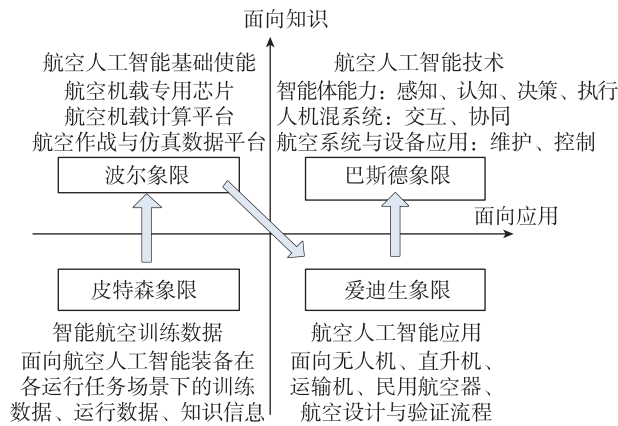 面向知识
航空人工智能基础使能
航空机载专用芯片
航空机载计算平台
航空作战与仿真数据平台
波尔象限
航空人工智能技术
智能体能力：感知、认知、决策、执行
人机混系统：交互、协同
航空系统与设备应用：维护、控制
巴斯德象限
面向应用
皮特森象限
智能航空训练数据
面向航空人工智能装备在
各运行任务场景下的训练
数据、运行数据、知识信息
爱迪生象限
航空人工智能应用
面向无人机、直升机、
运输机、民用航空器、
航空设计与验证流程